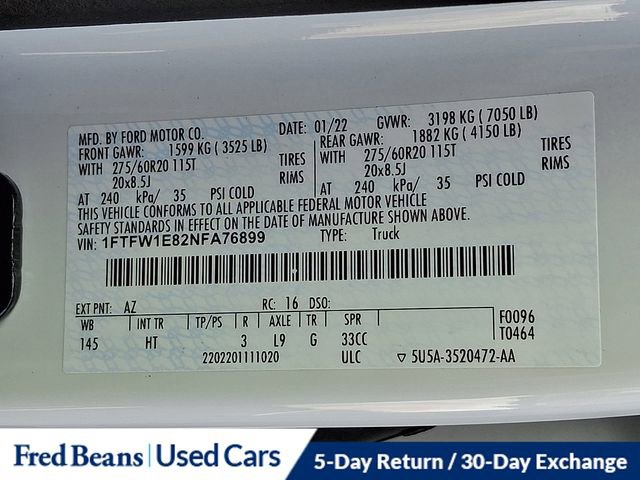 MFD. BY FORD MOTOR CO.
DATE: 01/22 GVWR: 3198 KG ( 7050 LB)
FRONT GAWR: 1599 KG ( 3525 LB)
REAR GAWR: 1882 KG ( 4150 LB)
WITH 275/60R20 115T TIRES
20x8.5J RIMS
AT 240 kPa/ 35 PSI COLD
WITH 275/60R20 115T TIRES
20x8.5J RIMS
AT 240 kPa/ 35 PSI COLD
THIS VEHICLE CONFORMS TO ALL APPLICABLE FEDERAL MOTOR VEHICLE
SAFETY STANDARDS IN EFFECT ON THE DATE OF MANUFACTURE SHOWN ABOVE.
VIN: 1FTFW1E82NFA76899 TYPE: Truck
EXT PNT: AZ RC: 16 DSO:
WB INT TR TP/PS R AXLE TR SPR
145 HT 3 L9 G 33CC
F0096
T0464
2202201111020 ULC 5U5A-3520472-AA
Fred Beans Used Cars 5-Day Return / 30-Day Exchange